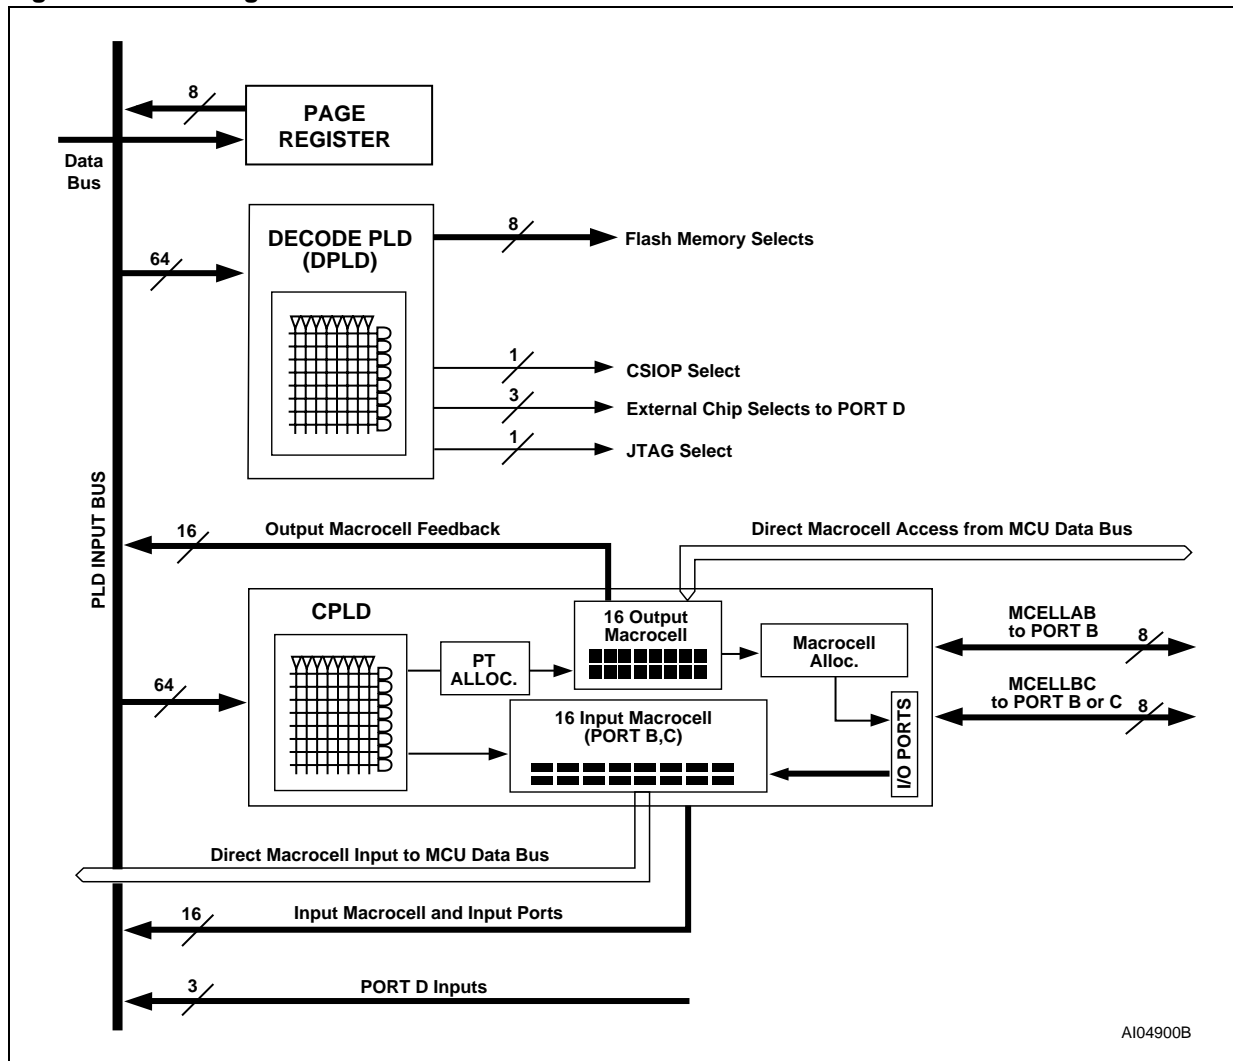 8
PAGE
REGISTER
Data
Bus
DECODE PLD
(DPLD)
8
Flash Memory Selects
64
1
CSIOP Select
3
External Chip Selects to PORT D
1
JTAG Select
PLD INPUT BUS
16
Output Macrocell Feedback
Direct Macrocell Access from MCU Data Bus
CPLD
16 Output
Macrocell
Macrocell
Alloc.
MCELLAB
to PORT B
8
PT
ALLOC.
64
MCELLBC
to PORT B or C
8
16 Input Macrocell
(PORT B,C)
I/O PORTS
Direct Macrocell Input to MCU Data Bus
16
Input Macrocell and Input Ports
3
PORT D Inputs
AI04900B